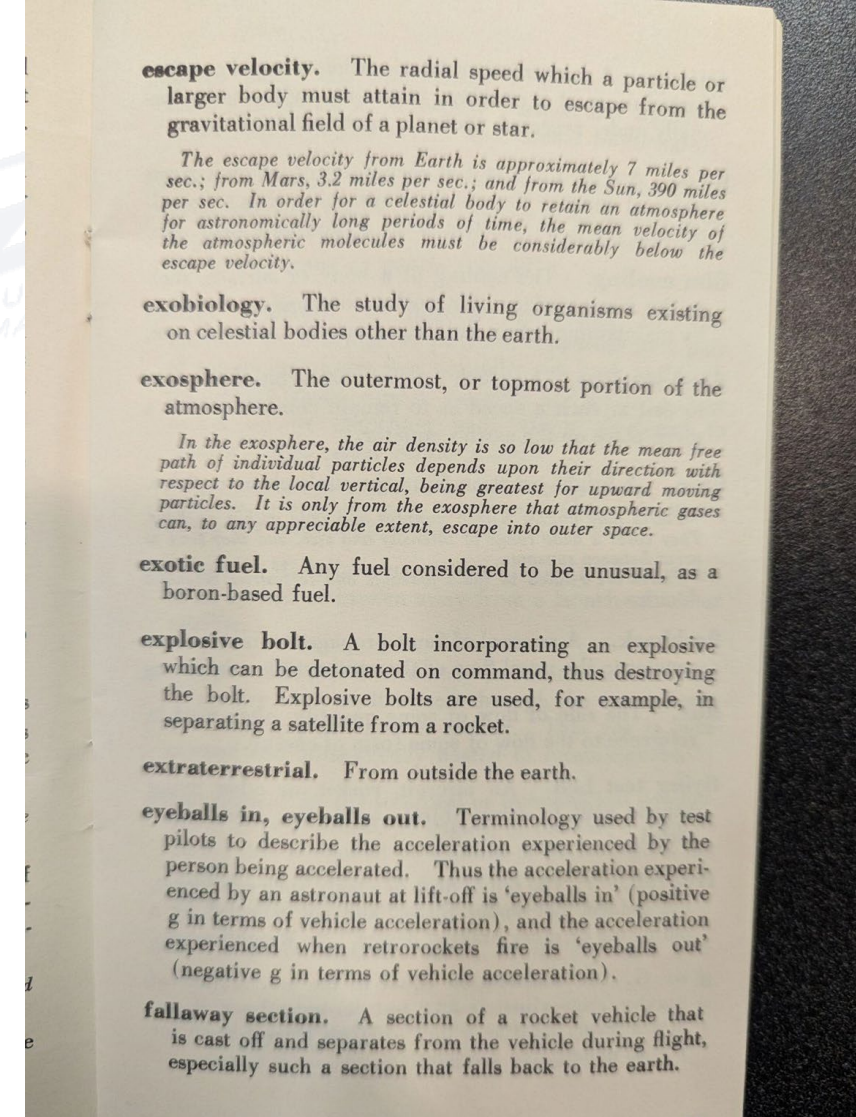 escape velocity. The radial speed which a particle or
larger body must attain in order to escape from the
gravitational field of a planet or star.
The escape velocity from Earth is approximately 7 miles per
sec.; from Mars, 3.2 miles per sec.; and from the Sun, 390 miles
per sec. In order for a celestial body to retain an atmosphere
for astronomically long periods of time, the mean velocity of
the atmospheric molecules must be considerably below the
escape velocity.
exobiology. The study of living organisms existing
on celestial bodies other than the earth.
exosphere. The outermost, or topmost portion of the
atmosphere.
In the exosphere, the air density is so low that the mean free
path of individual particles depends upon their direction with
respect to the local vertical, being greatest for upward moving
particles. It is only from the exosphere that atmospheric gases
can, to any appreciable extent, escape into outer space.
exotic fuel. Any fuel considered to be unusual, as a
boron-based fuel.
explosive bolt. A bolt incorporating an explosive
which can be detonated on command, thus destroying
the bolt. Explosive bolts are used, for example, in
separating a satellite from a rocket.
extraterrestrial. From outside the earth.
eyeballs in, eyeballs out. Terminology used by test
pilots to describe the acceleration experienced by the
person being accelerated. Thus the acceleration experi-
enced by an astronaut at lift-off is ‘eyeballs in’ (positive
g in terms of vehicle acceleration), and the acceleration
experienced when retrorockets fire is ‘eyeballs out’
(negative g in terms of vehicle acceleration).
fallaway section. A section of a rocket vehicle that
is cast off and separates from the vehicle during flight,
especially such a section that falls back to the earth.